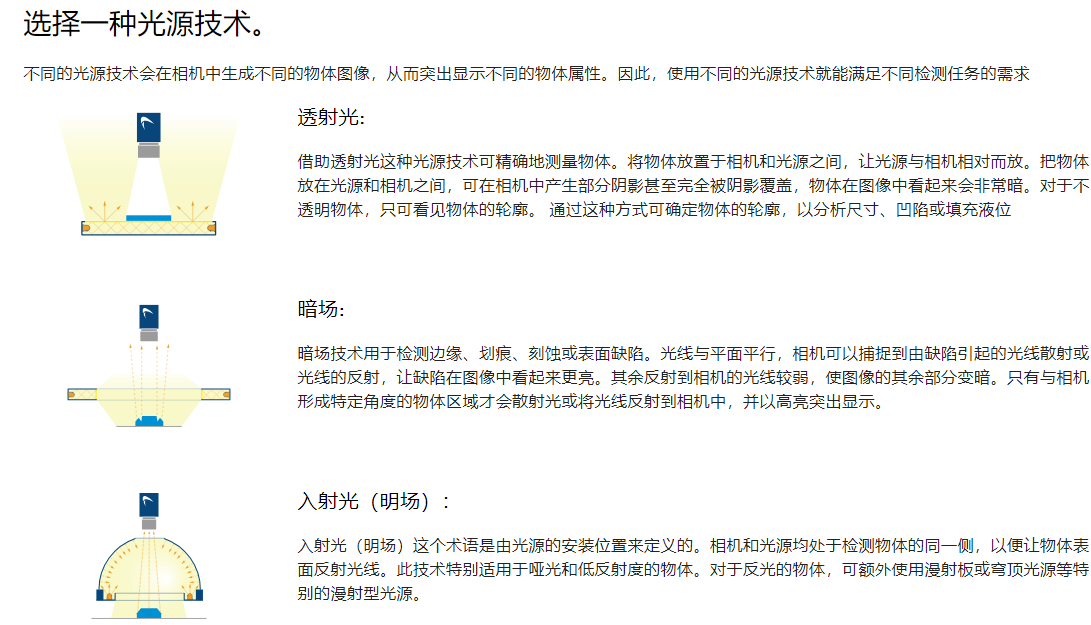 选择一种光源技术。
不同的光源技术会在相机中生成不同的物体图像，从而突出显示不同的物体属性。因此，使用不同的光源技术就能满足不同检测任务的需求
透射光：
借助透射光这种光源技术可精确地测量物体。将物体放置于相机和光源之间，让光源与相机相对而放。把物体
放在光源和相机之间，可在相机中产生部分阴影甚至完全被阴影覆盖，物体在图像中看起来会非常暗。对于不
透明物体，只可看见物体的轮廓。 通过这种方式可确定物体的轮廓，以分析尺寸、凹陷或填充液位
暗场：
暗场技术用于检测边缘、划痕、刻蚀或表面缺陷。光线与平面平行，相机可以捕捉到由缺陷引起的光线散射或
光线的反射，让缺陷在图像中看起来更亮。其余反射到相机的光线较弱，使图像的其余部分变暗。只有与相机
形成特定角度的物体区域才会散射光或将光线反射到相机中，并以高亮突出显示。
入射光（明场）：
入射光（明场）这个术语是由光源的安装位置来定义的。相机和光源均处于检测物体的同一侧，以便让物体表
面反射光线。此技术特别适用于哑光和低反射度的物体。对于反光的物体，可额外使用漫射板或穹顶光源等特
别的漫射型光源。